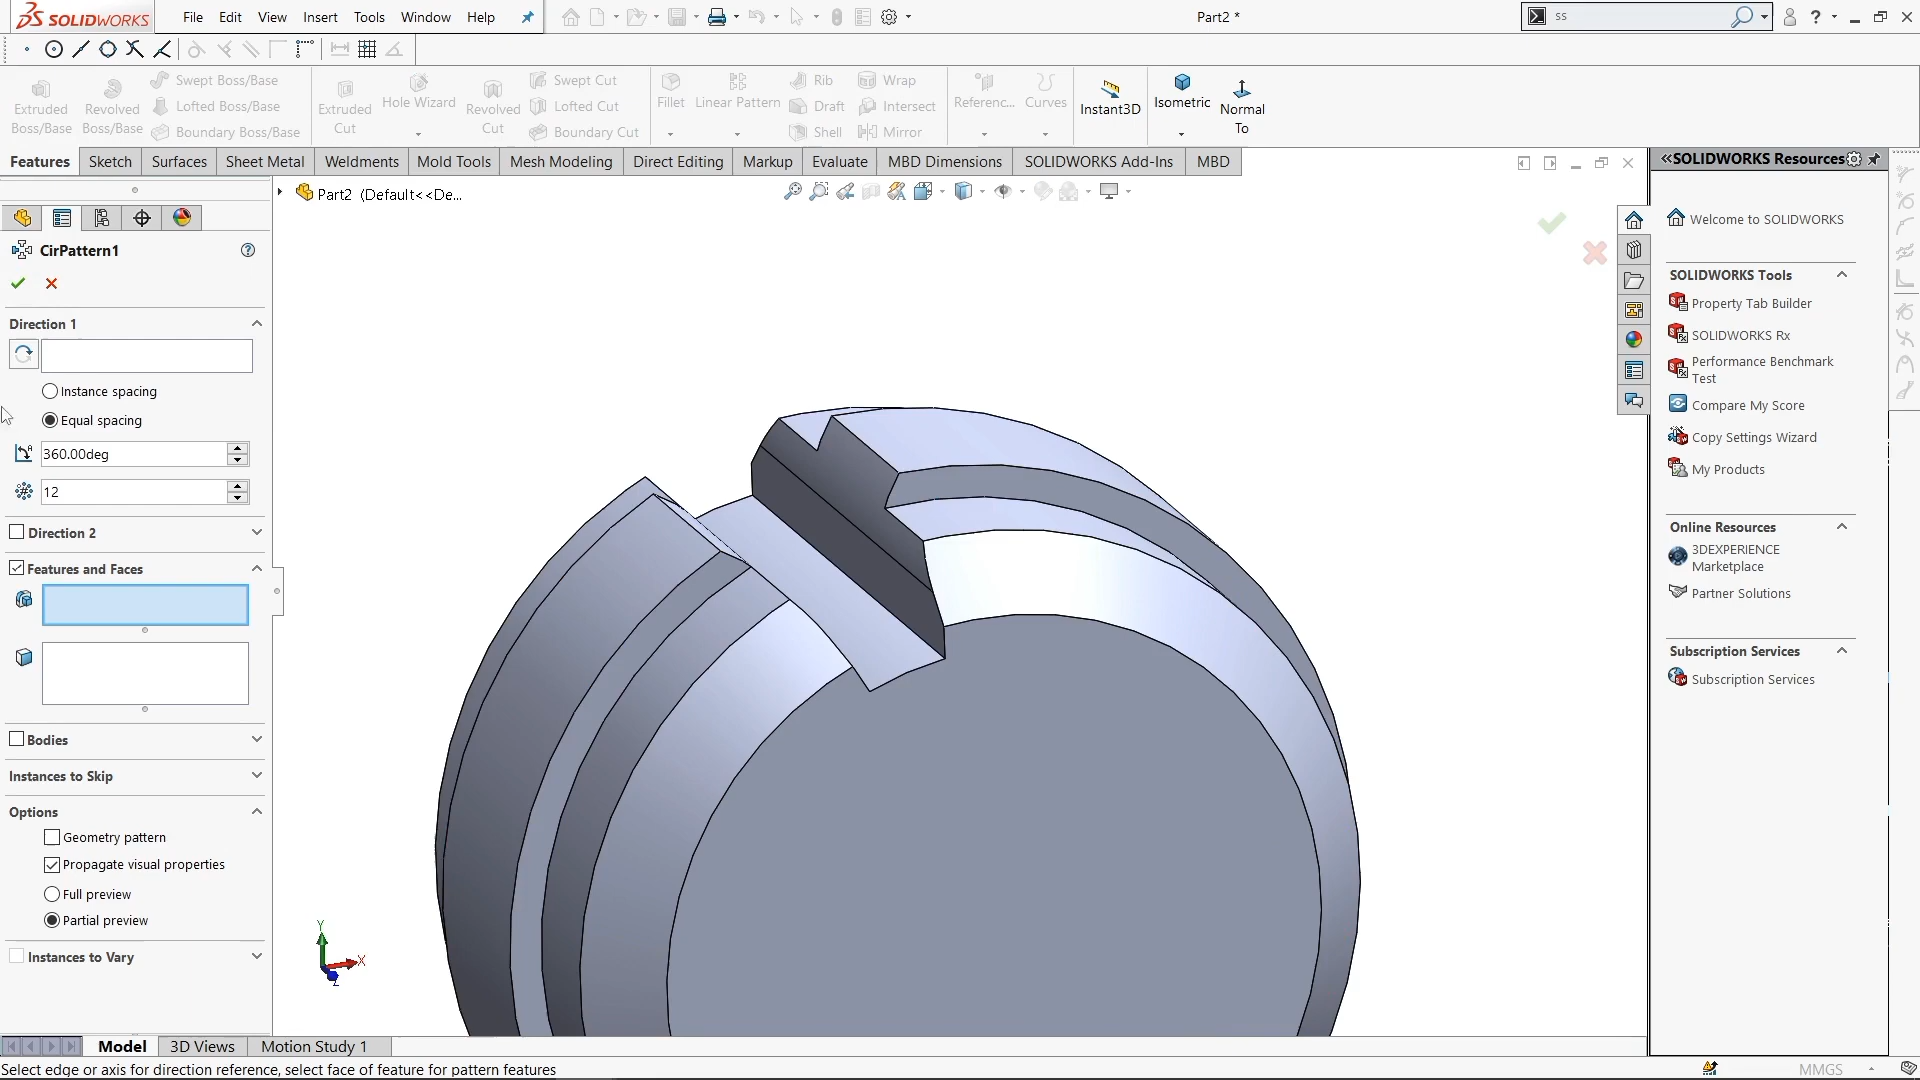 SOLIDWORKS
File Edit View Insert Tools Window Help
Part2 *
ss
Extruded Boss/Base
Revolved Boss/Base
Swept Boss/Base
Lofted Boss/Base
Boundary Boss/Base
Extruded Cut
Hole Wizard
Revolved Cut
Swept Cut
Lofted Cut
Boundary Cut
Fillet
Linear Pattern
Rib
Draft
Shell
Wrap
Intersect
Mirror
Referenc...
Curves
Instant3D
Isometric
Normal To
Features Sketch Surfaces Sheet Metal Weldments Mold Tools Mesh Modeling Direct Editing Markup Evaluate MBD Dimensions SOLIDWORKS Add-Ins MBD
Part2 (Default<<De...
CirPattern1
Direction 1
Instance spacing
Equal spacing
360.00deg
12
Direction 2
Features and Faces
Bodies
Instances to Skip
Options
Geometry pattern
Propagate visual properties
Full preview
Partial preview
Instances to Vary
Y
X
Z
SOLIDWORKS Resources
Welcome to SOLIDWORKS
SOLIDWORKS Tools
Property Tab Builder
SOLIDWORKS Rx
Performance Benchmark
Test
Compare My Score
Copy Settings Wizard
My Products
Online Resources
3DEXPERIENCE
Marketplace
Partner Solutions
Subscription Services
Subscription Services
Model 3D Views Motion Study 1
Select edge or axis for direction reference, select face of feature for pattern features
MMGS